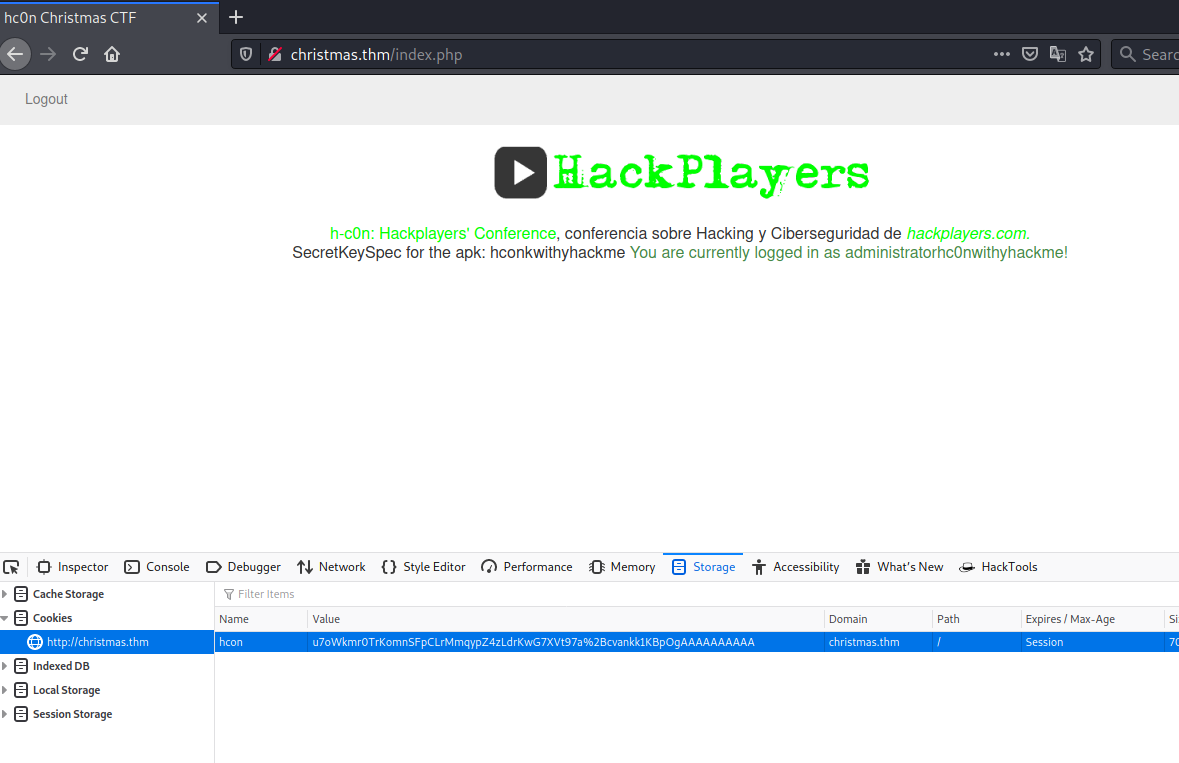 hc0n Christmas CTF
christmas.thm/index.php
Logout
HackPlayers
h-c0n: Hackplayers' Conference, conferencia sobre Hacking y Ciberseguridad de hackplayers.com.
SecretKeySpec for the apk: hconkwithyhackme You are currently logged in as administratorhc0nwithyhackme!
Inspector Console Debugger Network Style Editor Performance Memory Storage Accessibility What's New HackTools
Cache Storage
Cookies
http://christmas.thm
Indexed DB
Local Storage
Session Storage
Filter Items
Name Value Domain Path Expires / Max-Age
hcon u7oWkmr0TrKomnSFpCLrMmqypZ4zLdrKwG7XVt97a%2Bcvankk1KBpOgAAAAAAAAAA christmas.thm / Session